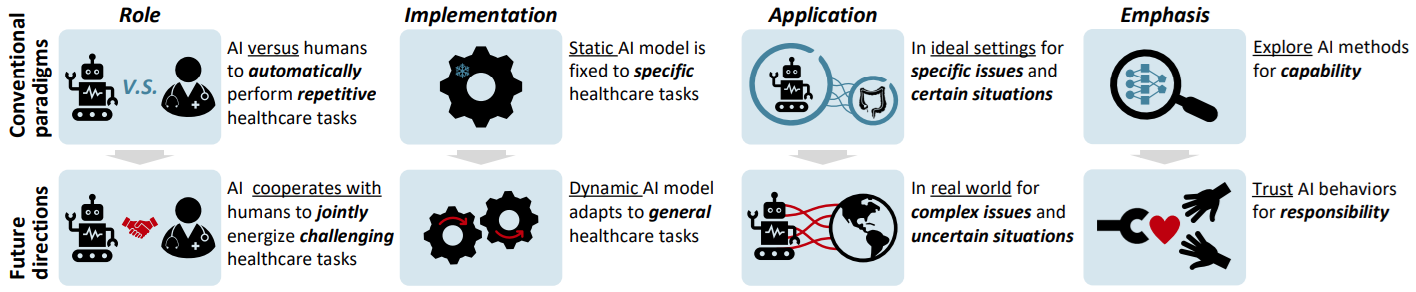 Role
Implementation
Application
Emphasis
Conventional
paradigms
V.S.
AI versus humans
to automatically
perform repetitive
healthcare tasks
Static AI model is
fixed to specific
healthcare tasks
In ideal settings for
specific issues and
certain situations
Explore AI methods
for capability
Future
directions
AI cooperates with
humans to jointly
energize challenging
healthcare tasks
Dynamic AI model
adapts to general
healthcare tasks
In real world for
complex issues and
uncertain situations
Trust AI behaviors
for responsibility